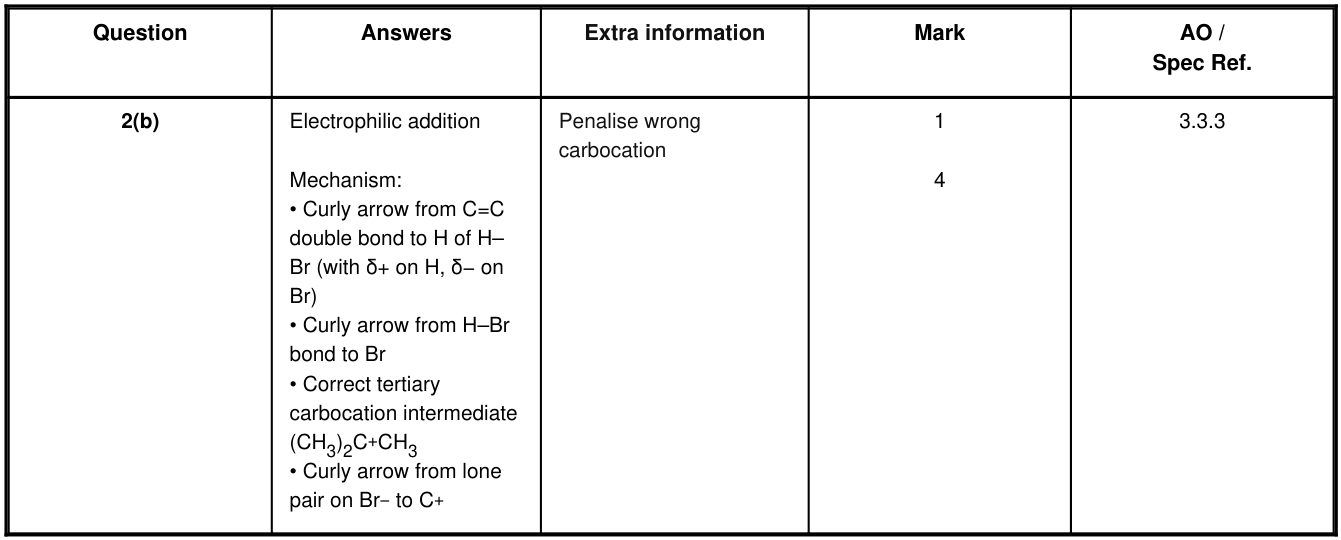 Question Answers Extra information Mark AO /
Spec Ref.
2(b) Electrophilic addition Penalise wrong 1 3.3.3
carbocation
Mechanism: 4
• Curly arrow from C=C
double bond to H of H–
Br (with δ+ on H, δ− on
Br)
• Curly arrow from H–Br
bond to Br
• Correct tertiary
carbocation intermediate
(CH₃)₂C⁺CH₃
• Curly arrow from lone
pair on Br⁻ to C⁺